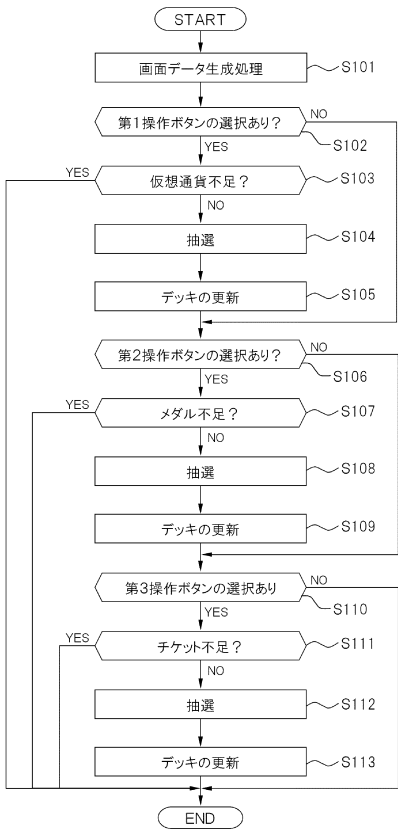 START
画面データ生成処理 S101
第1操作ボタンの選択あり? NO
S102
YES
YES 仮想通貨不足? S103
NO
抽選 S104
デッキの更新 S105
第2操作ボタンの選択あり? NO
S106
YES
YES メダル不足? S107
NO
抽選 S108
デッキの更新 S109
第3操作ボタンの選択あり NO
S110
YES
YES チケット不足? S111
NO
抽選 S112
デッキの更新 S113
END